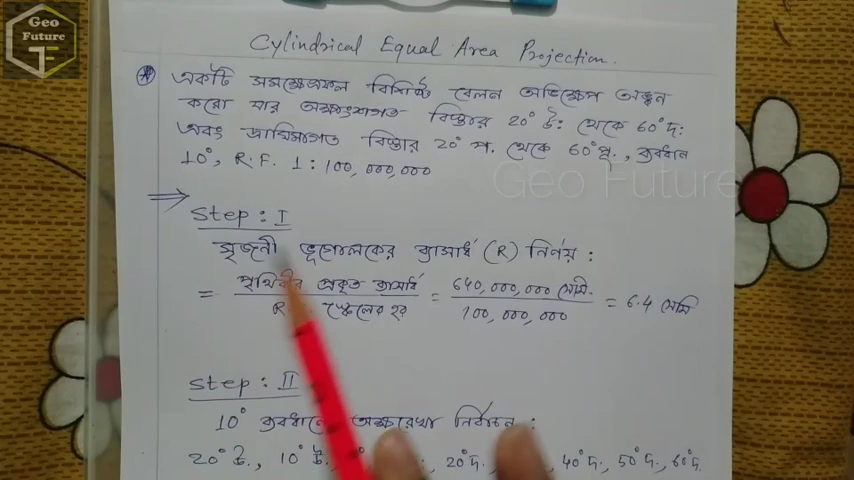 Geo
Future
Cylindrical Equal Area Projection.
একটি সমক্ষেত্রফল বিশিষ্ট বেলন অভিক্ষেপ অঙ্কন
করো যার অক্ষাংশগত বিস্তার 20° উ: থেকে 60° দ:
এবং দ্রাঘিমাগত বিস্তার 20° প. থেকে 60° পূ., ব্যবধান
10°, R.F. 1 : 100,000,000
Geo Future
Step : I
সৃজনী ভূগোলকের ব্যাসার্ধ (R) নির্ণয় :
= পৃথিবীর প্রকৃত ব্যাসার্ধ = 640,000,000 সেমি. = 6.4 সেমি
R স্কেলের হর 100,000,000
Step : II
10° ব্যবধানে অক্ষরেখা নির্বাচন :
20° উ., 10° উ., 20° দ., 40° দ., 50° দ., 60° দ.